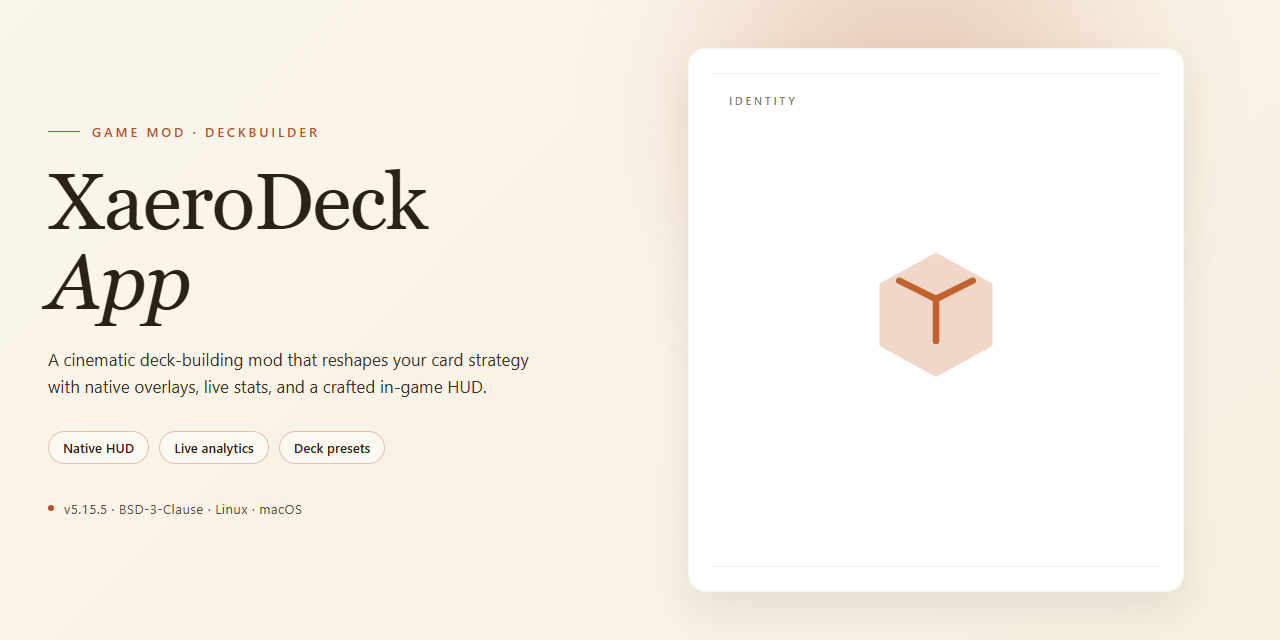 GAME MOD · DECKBUILDER
XaeroDeck
App
A cinematic deck-building mod that reshapes your card strategy
with native overlays, live stats, and a crafted in-game HUD.
Native HUD
Live analytics
Deck presets
v5.15.5 · BSD-3-Clause · Linux · macOS
IDENTITY